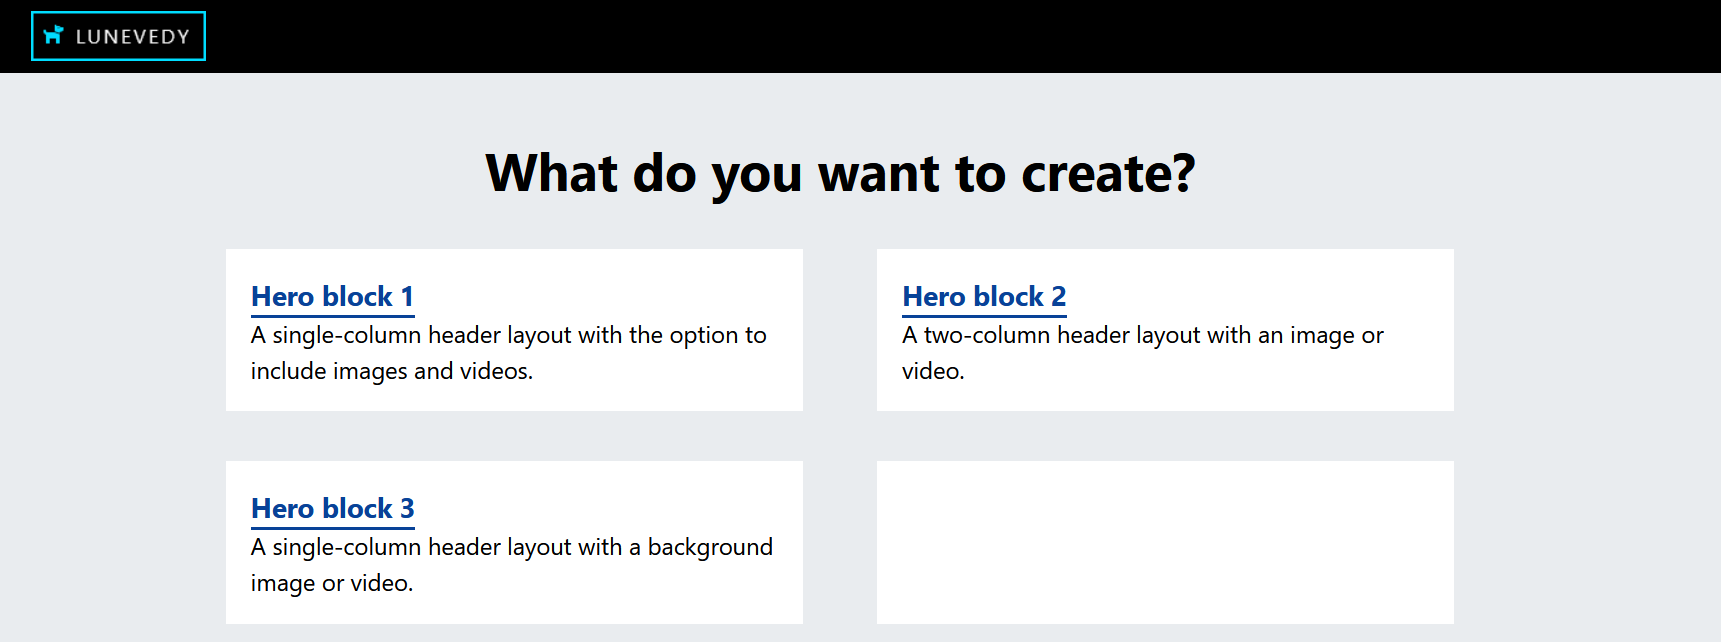 LUNEVEDY
What do you want to create?
Hero block 1
A single-column header layout with the option to
include images and videos.
Hero block 2
A two-column header layout with an image or
video.
Hero block 3
A single-column header layout with a background
image or video.